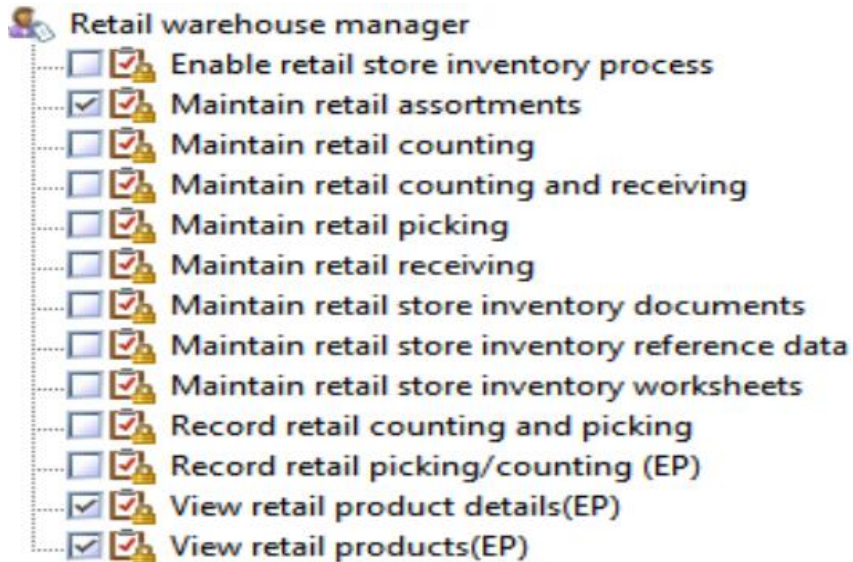 Retail warehouse manager
Enable retail store inventory process
Maintain retail assortments
Maintain retail counting
Maintain retail counting and receiving
Maintain retail picking
Maintain retail receiving
Maintain retail store inventory documents
Maintain retail store inventory reference data
Maintain retail store inventory worksheets
Record retail counting and picking
Record retail picking/counting (EP)
View retail product details(EP)
View retail products(EP)